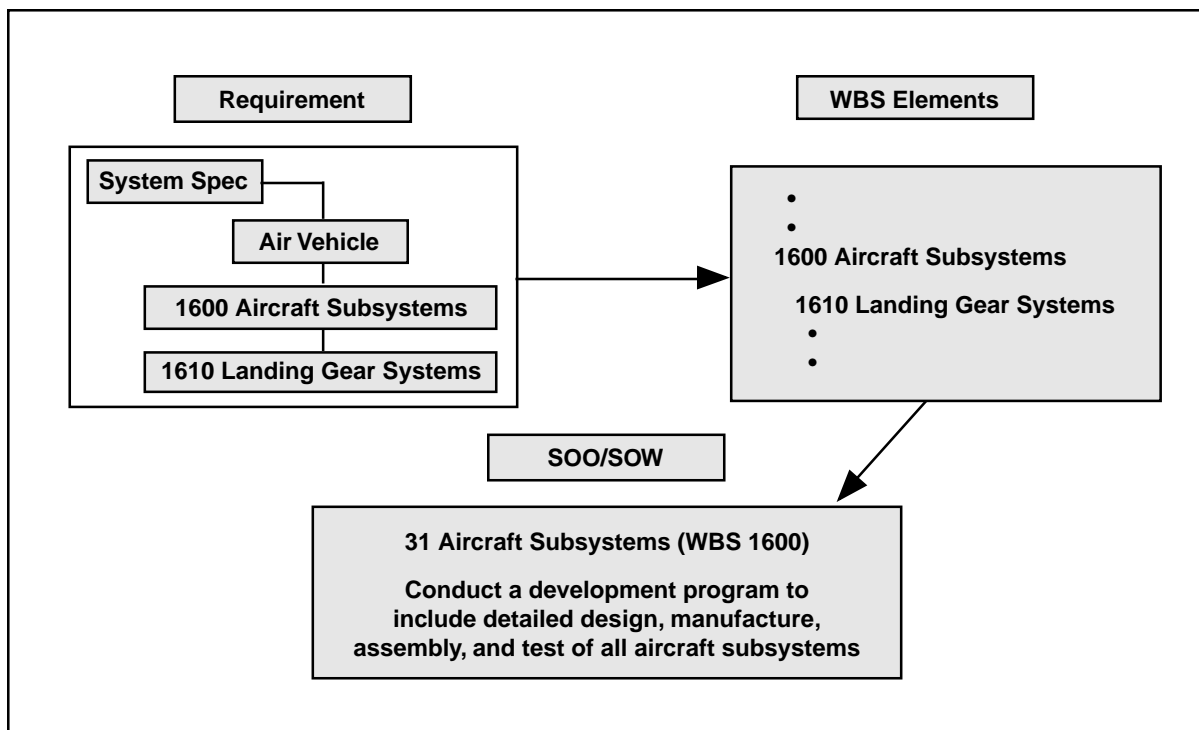 Requirement
WBS Elements
System Spec
Air Vehicle
1600 Aircraft Subsystems
1610 Landing Gear Systems
•
•
1600 Aircraft Subsystems
1610 Landing Gear Systems
•
•
SOO/SOW
31 Aircraft Subsystems (WBS 1600)
Conduct a development program to
include detailed design, manufacture,
assembly, and test of all aircraft subsystems